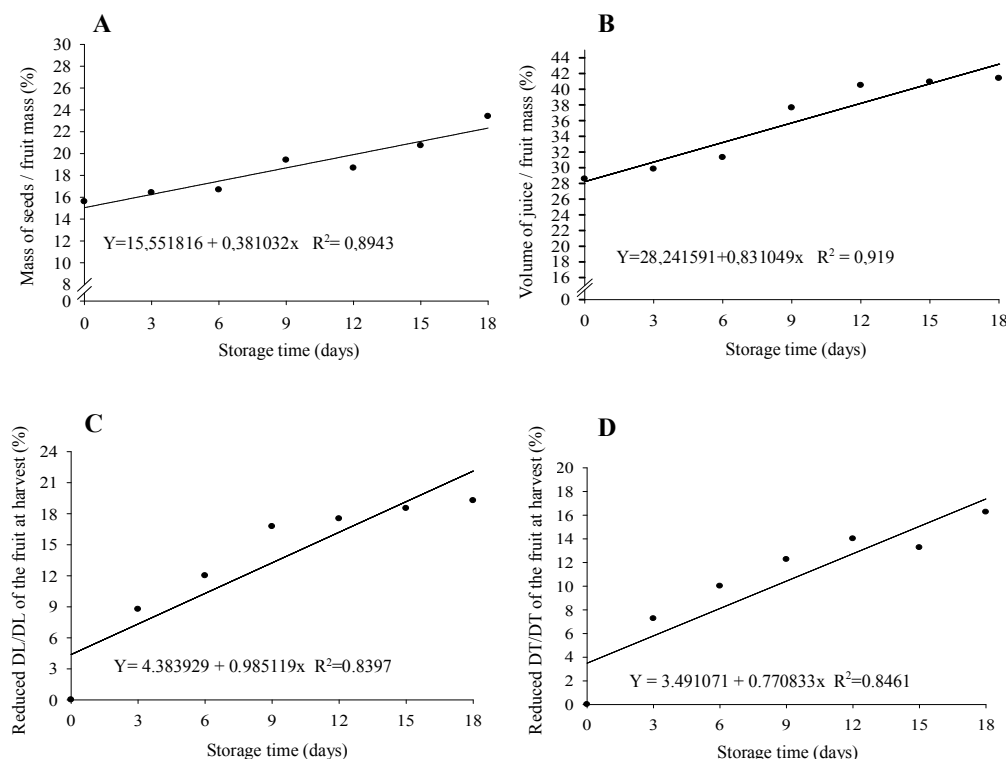 A
Mass of seeds / fruit mass (%)
30
28
26
24
22
20
18
16
14
12
0
Y=15,551816 + 0,381032x R²= 0,8943
0 3 6 9 12 15 18
Storage time (days)
B
Volume of juice / fruit mass (%)
44
42
40
38
36
34
32
30
28
26
24
22
20
18
16
0
Y=28,241591+0,831049x R² = 0,919
0 3 6 9 12 15 18
Storage time (days)
C
Reduced DL/DL of the fruit at harvest (%)
24
21
18
15
12
9
6
3
0
Y= 4.383929 + 0.985119x R²=0.8397
0 3 6 9 12 15 18
Storage time (days)
D
Reduced DT/DT of the fruit at harvest (%)
20
18
16
14
12
10
8
6
4
2
0
Y = 3.491071 + 0.770833x R²=0.8461
0 3 6 9 12 15 18
Storage time (days)